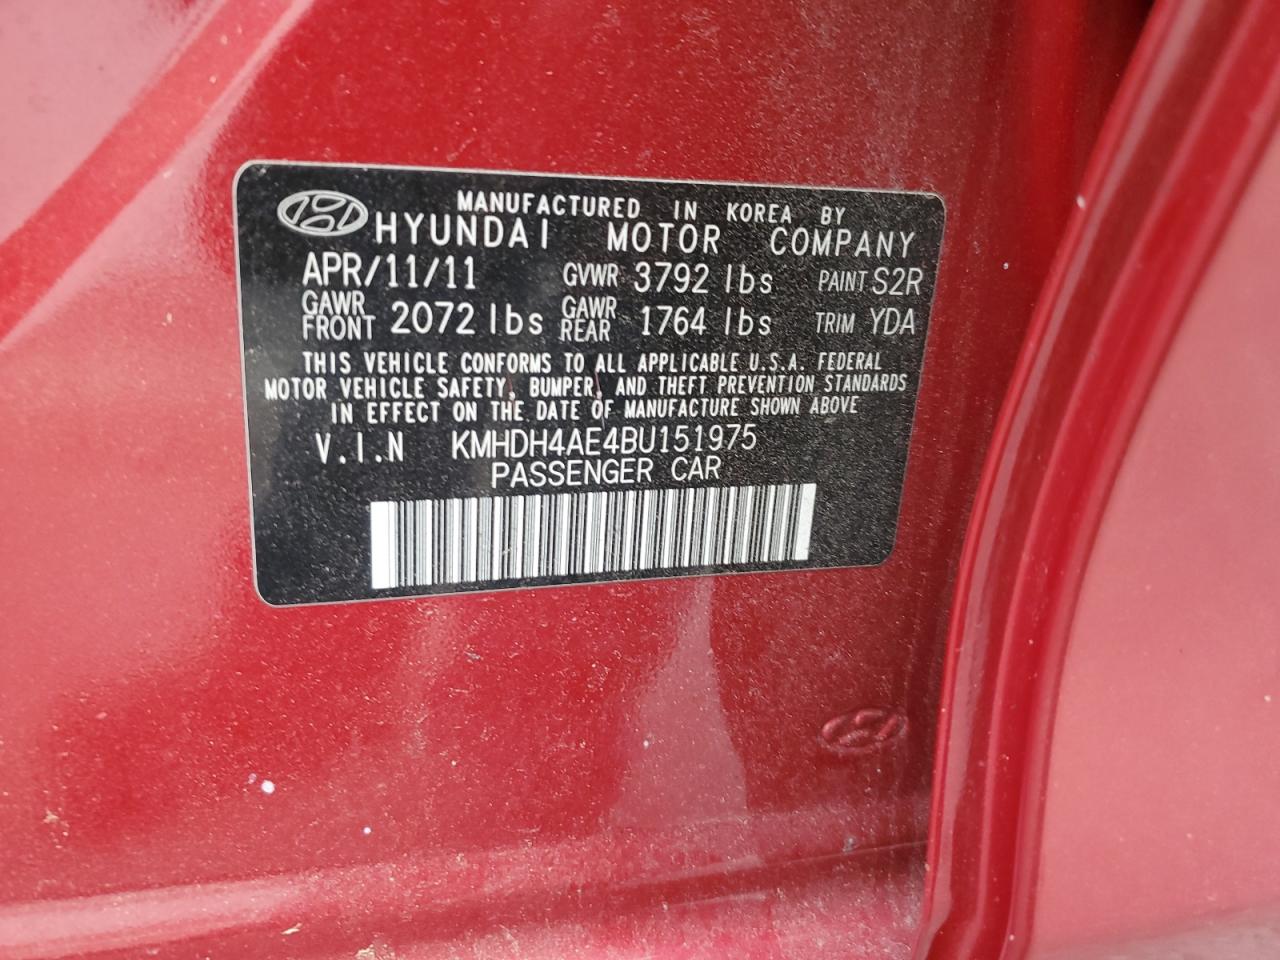 MANUFACTURED IN KOREA BY
HYUNDAI MOTOR COMPANY
APR/11/11 GVWR 3792 lbs PAINT S2R
GAWR FRONT 2072 lbs GAWR REAR 1764 lbs TRIM YDA
THIS VEHICLE CONFORMS TO ALL APPLICABLE U.S.A. FEDERAL
MOTOR VEHICLE SAFETY, BUMPER, AND THEFT PREVENTION STANDARDS
IN EFFECT ON THE DATE OF MANUFACTURE SHOWN ABOVE
V.I.N KMHDH4AE4BU151975
PASSENGER CAR